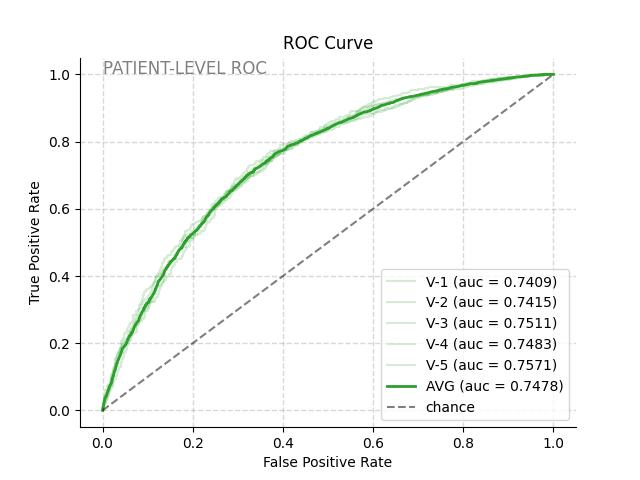 ROC Curve
PATIENT-LEVEL ROC
True Positive Rate
1.0
0.8
0.6
0.4
0.2
0.0
V-1 (auc = 0.7409)
V-2 (auc = 0.7415)
V-3 (auc = 0.7511)
V-4 (auc = 0.7483)
V-5 (auc = 0.7571)
AVG (auc = 0.7478)
chance
0.0 0.2 0.4 0.6 0.8 1.0
False Positive Rate